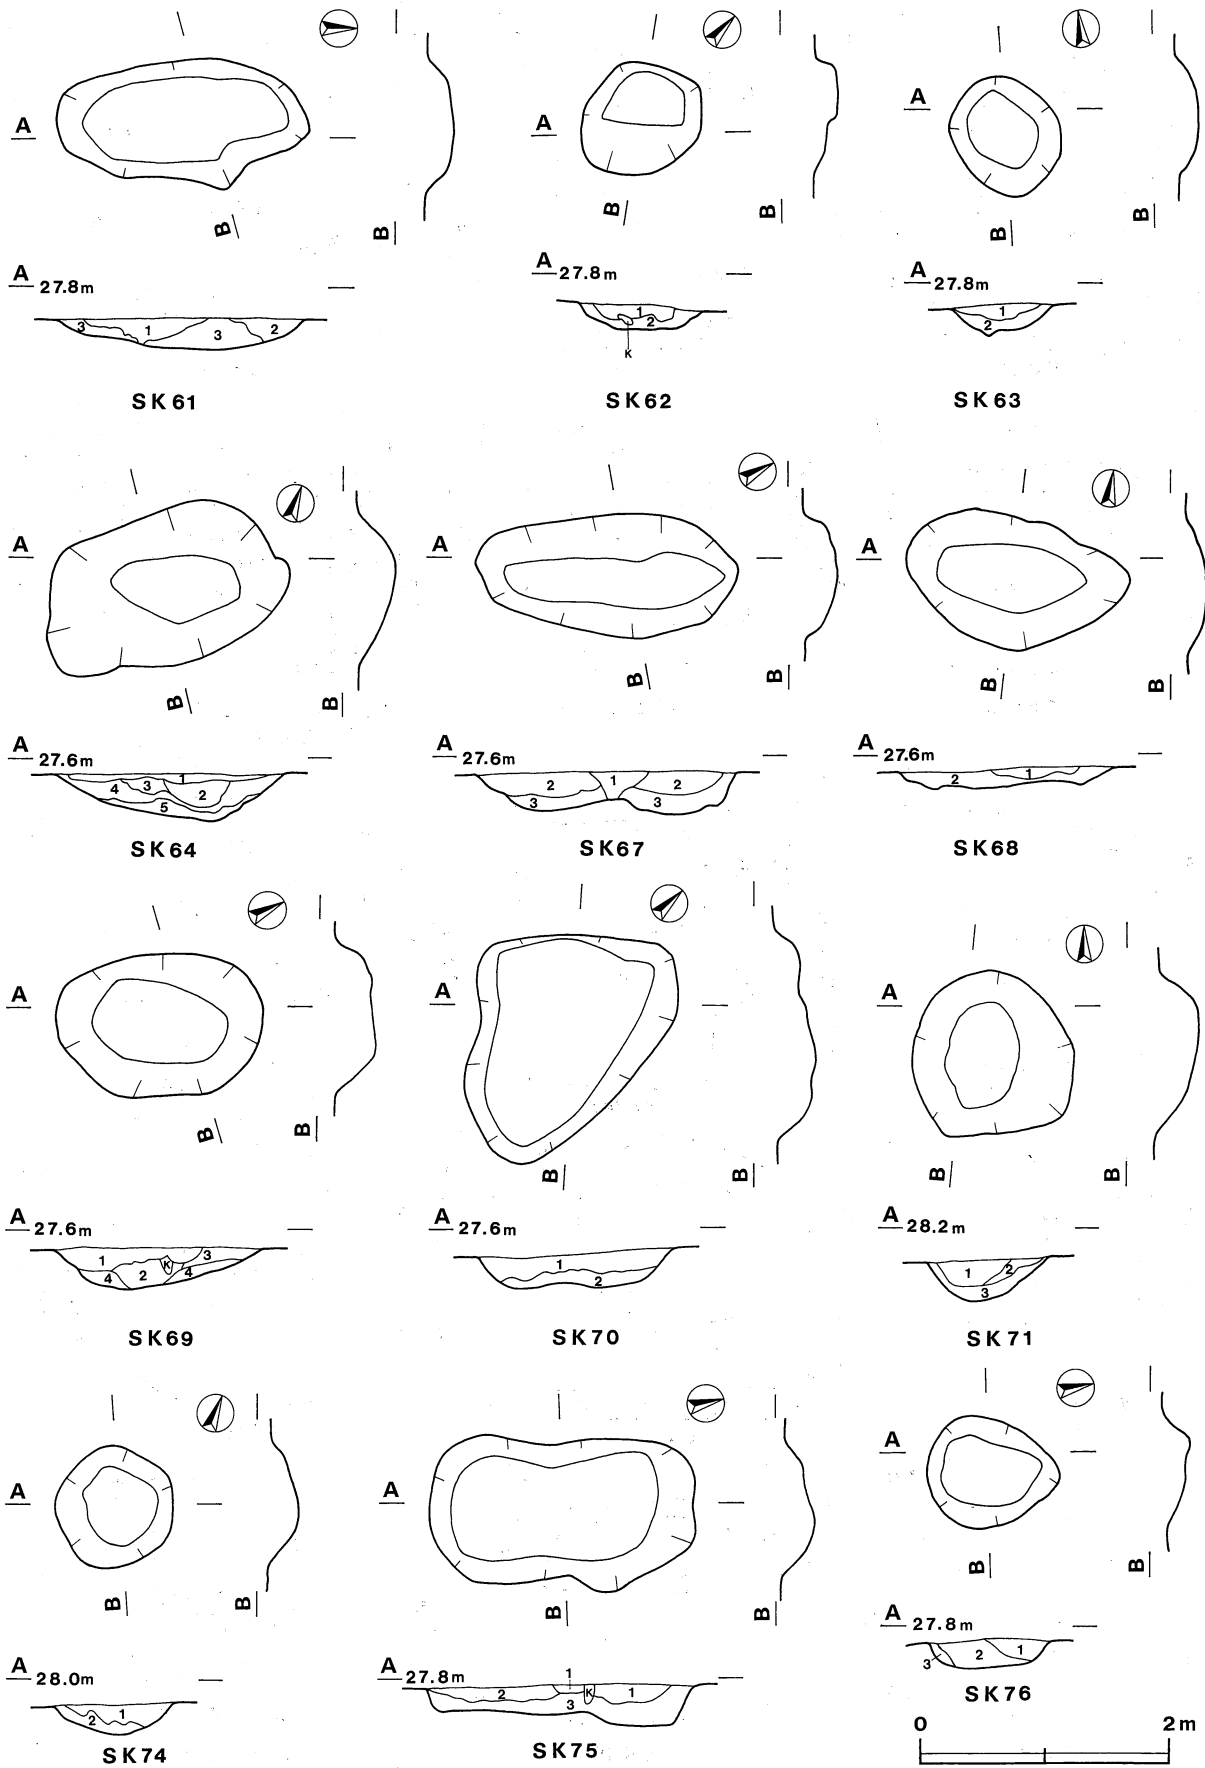 A
B
B
A 27.8m
3 1 3 2
SK61
A
B
B
A 27.8m
1
2
K
SK62
A
B
B
A 27.8m
1
2
SK63
A
B
B
A 27.6m
1
4 3 2
5
SK64
A
B
B
A 27.6m
2 1 2
3 3
SK67
A
B
B
A 27.6m
2 1
SK68
A
B
B
A 27.6m
1 K 3
4 2 4
SK69
A
B
B
A 27.6m
1
2
SK70
A
B
B
A 28.2m
1 2
3
SK71
A
B
B
A 28.0m
2 1
SK74
A
B
B
A 27.8m
1
2 K 1
3
SK75
A
B
B
A 27.8m
3 2 1
SK76
0 2m